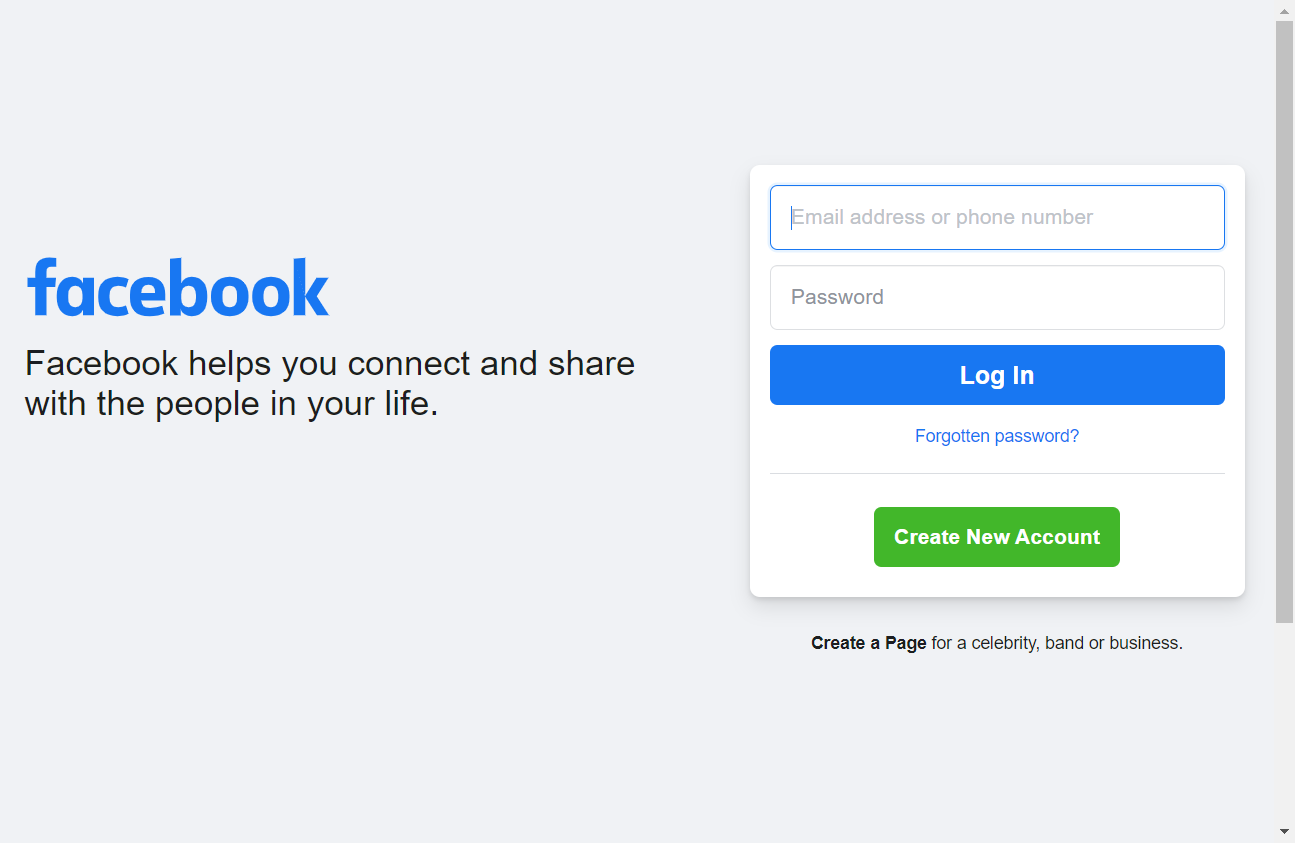 facebook
Facebook helps you connect and share
with the people in your life.
Email address or phone number
Password
Log In
Forgotten password?
Create New Account
Create a Page for a celebrity, band or business.